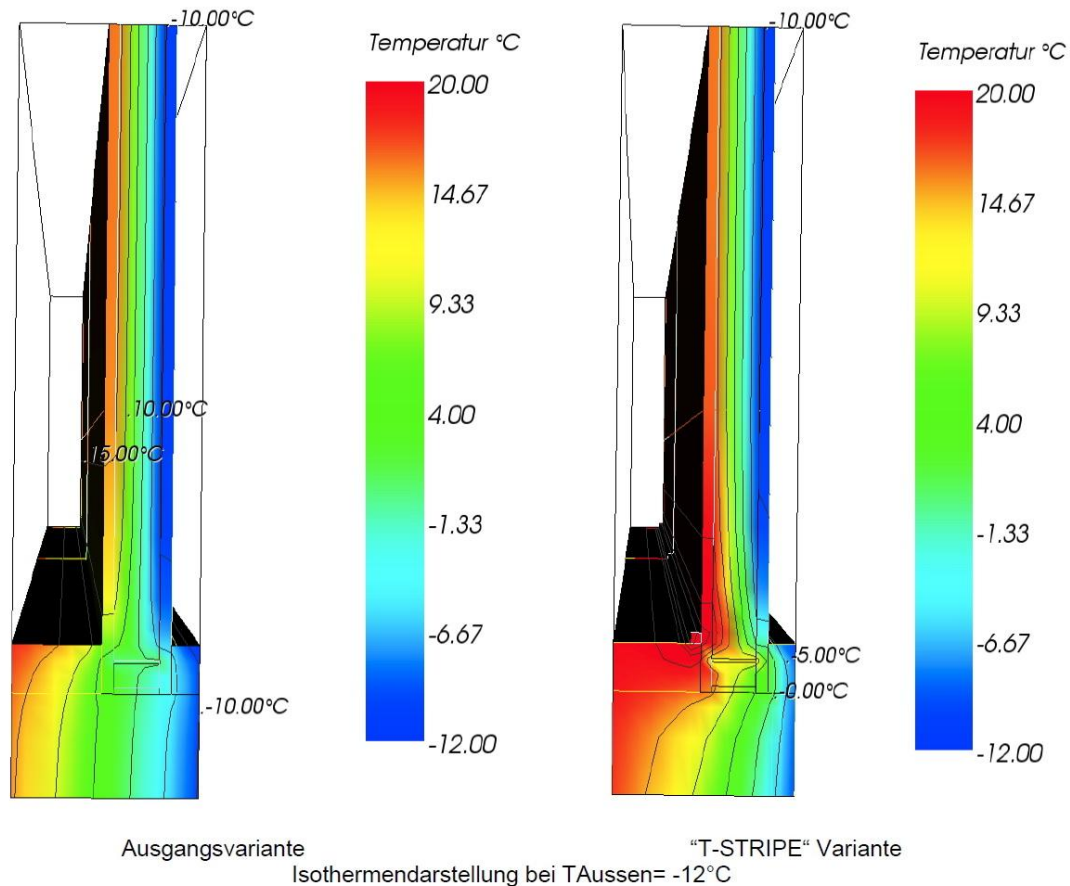 -10.00°C
Temperatur °C
20.00
14.67
9.33
4.00
-1.33
-6.67
-12.00
.10.00°C
.15.00°C
.-10.00°C
Ausgangsvariante
-10.00°C
Temperatur °C
20.00
14.67
9.33
4.00
-1.33
-6.67
-12.00
.-5.00°C
.-0.00°C
"T-STRIPE“ Variante
Isothermendarstellung bei TAussen= -12°C